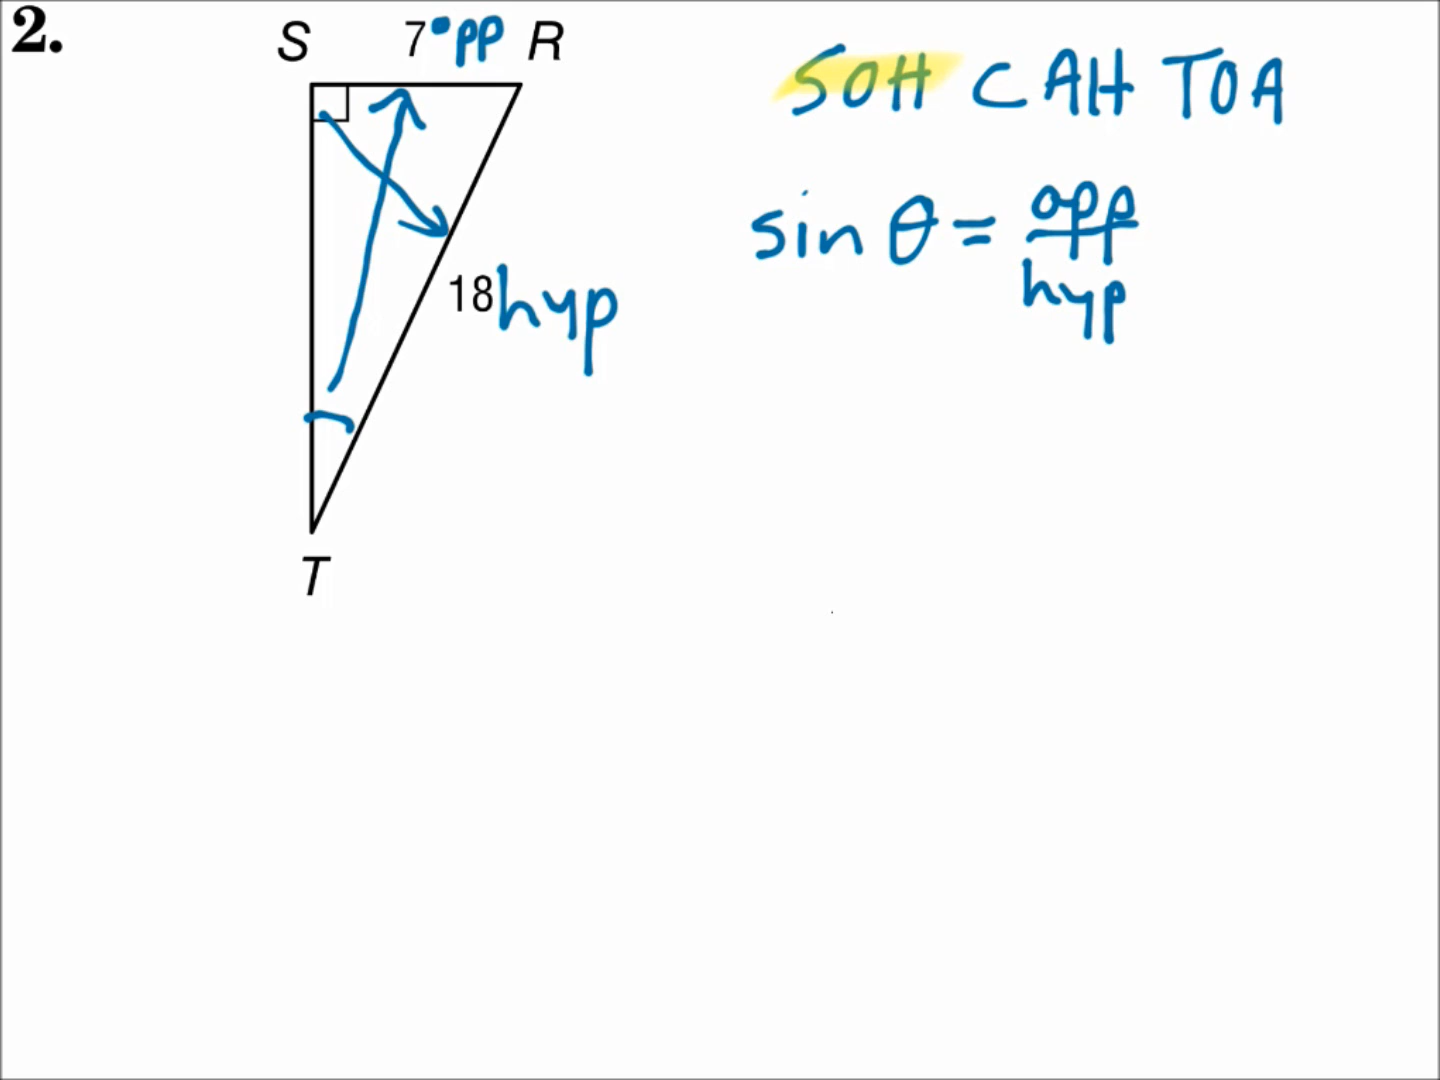 2.
S 7 opp R
SOH CAH TOA
sin θ = opp
hyp
18 hyp
T